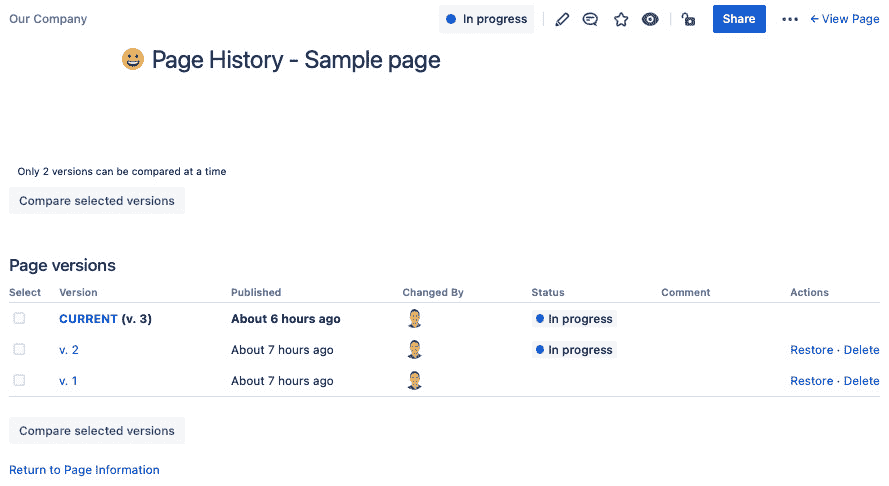 Our Company
In progress
Share
← View Page
Page History - Sample page
Only 2 versions can be compared at a time
Compare selected versions
Page versions
Select Version Published Changed By Status Comment Actions
CURRENT (v. 3) About 6 hours ago In progress
v. 2 About 7 hours ago In progress Restore · Delete
v. 1 About 7 hours ago Restore · Delete
Compare selected versions
Return to Page Information